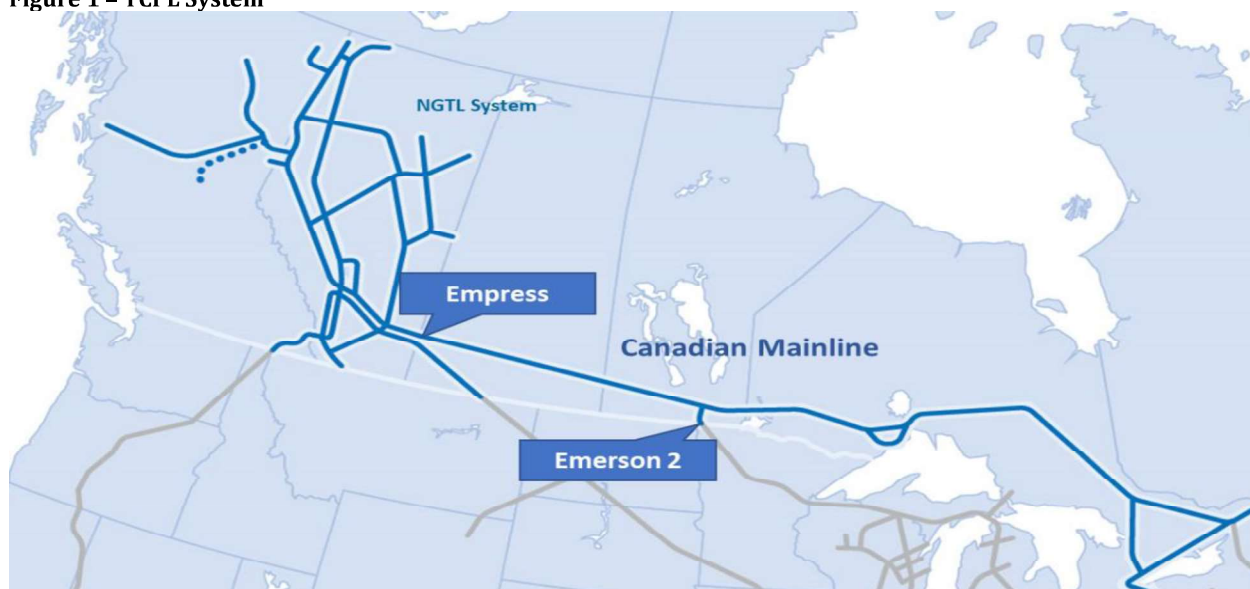 Figure 1 – TCPL System
NGTL System
Empress
Canadian Mainline
Emerson 2